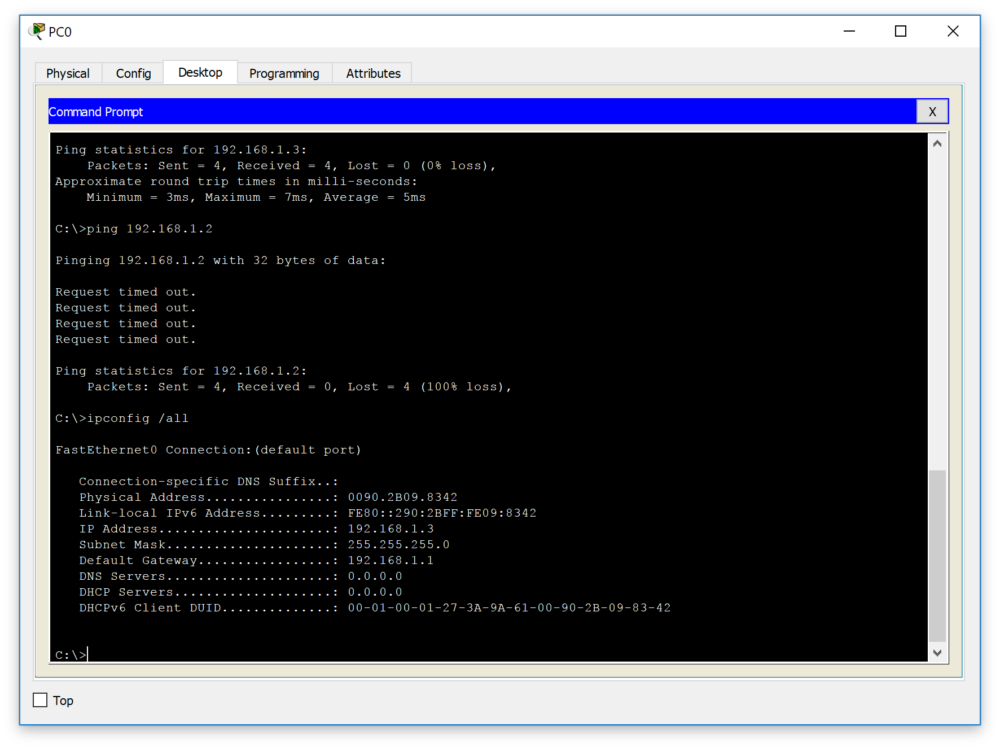 PC0
Physical Config Desktop Programming Attributes
Command Prompt X
Ping statistics for 192.168.1.3:
    Packets: Sent = 4, Received = 4, Lost = 0 (0% loss),
Approximate round trip times in milli-seconds:
    Minimum = 3ms, Maximum = 7ms, Average = 5ms
C:\>ping 192.168.1.2
Pinging 192.168.1.2 with 32 bytes of data:
Request timed out.
Request timed out.
Request timed out.
Request timed out.
Ping statistics for 192.168.1.2:
    Packets: Sent = 4, Received = 0, Lost = 4 (100% loss),
C:\>ipconfig /all
FastEthernet0 Connection:(default port)
   Connection-specific DNS Suffix..:
   Physical Address................: 0090.2B09.8342
   Link-local IPv6 Address.........: FE80::290:2BFF:FE09:8342
   IP Address......................: 192.168.1.3
   Subnet Mask.....................: 255.255.255.0
   Default Gateway.................: 192.168.1.1
   DNS Servers.....................: 0.0.0.0
   DHCP Servers....................: 0.0.0.0
   DHCPv6 Client DUID..............: 00-01-00-01-27-3A-9A-61-00-90-2B-09-83-42
C:\>
Top